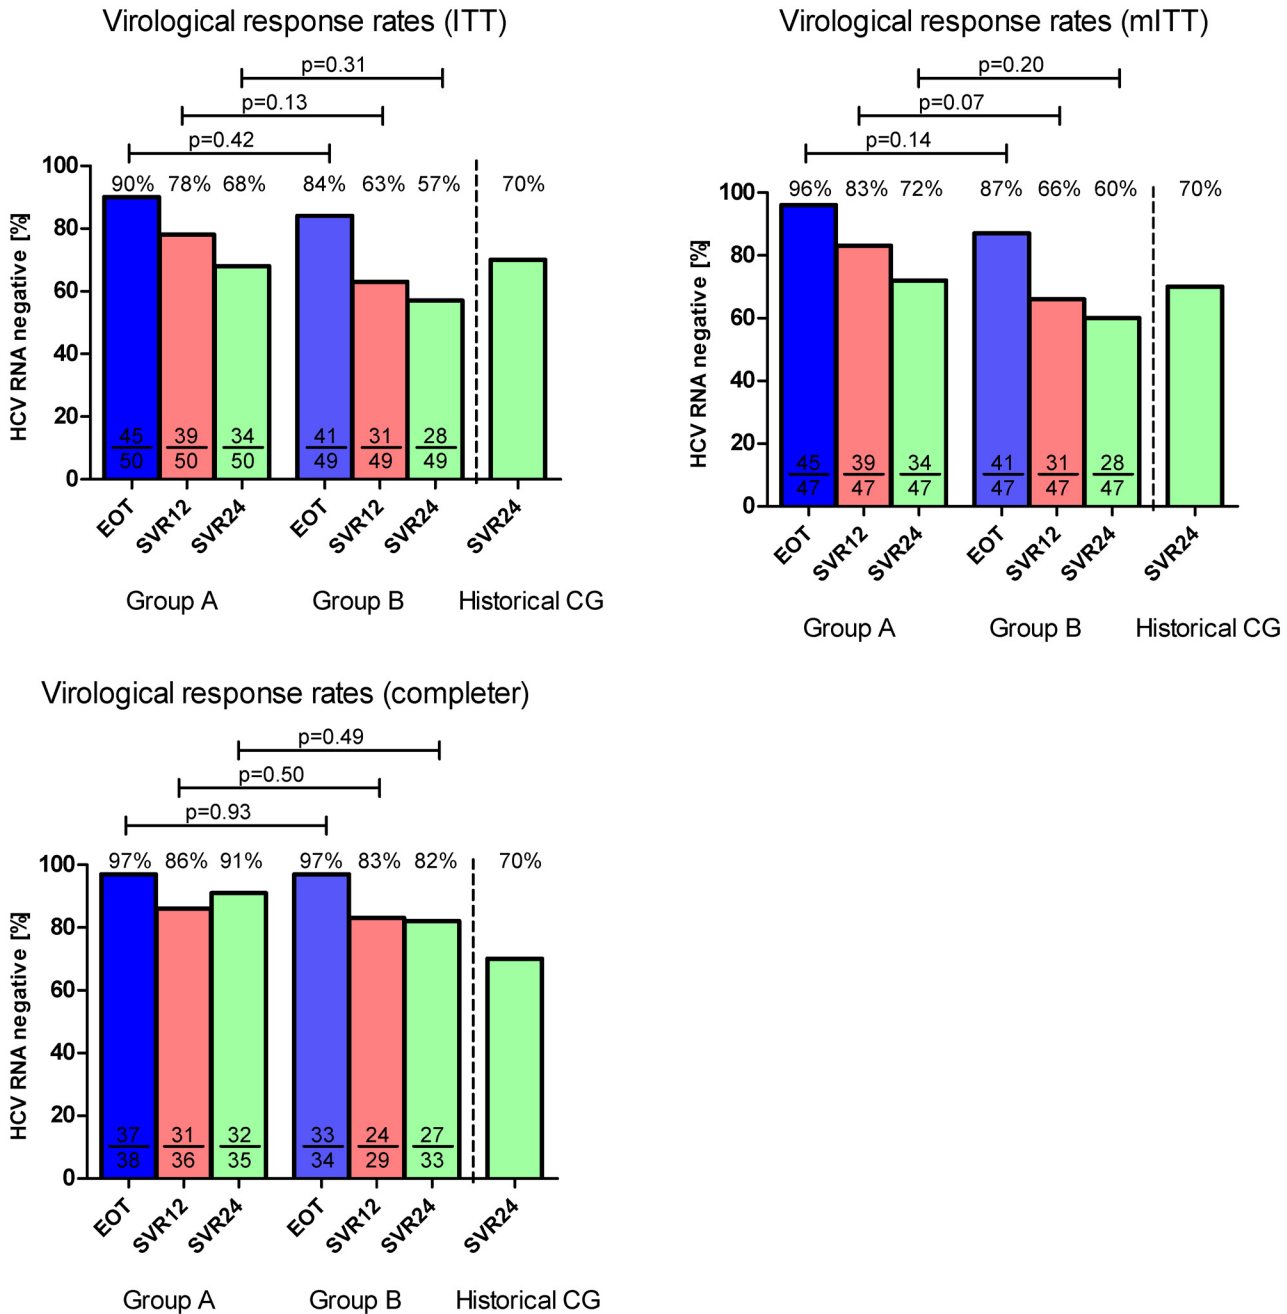 Virological response rates (ITT)
p=0.31
p=0.13
p=0.42
90% 78% 68% 84% 63% 57% 70%
HCV RNA negative [%]
100
80
60
40
20
0
45 39 34 41 31 28
50 50 50 49 49 49
EOT SVR12 SVR24 EOT SVR12 SVR24 SVR24
Group A Group B Historical CG
Virological response rates (mITT)
p=0.20
p=0.07
p=0.14
96% 83% 72% 87% 66% 60% 70%
HCV RNA negative [%]
100
80
60
40
20
0
45 39 34 41 31 28
47 47 47 47 47 47
EOT SVR12 SVR24 EOT SVR12 SVR24 SVR24
Group A Group B Historical CG
Virological response rates (completer)
p=0.49
p=0.50
p=0.93
97% 86% 91% 97% 83% 82% 70%
HCV RNA negative [%]
100
80
60
40
20
0
37 31 32 33 24 27
38 36 35 34 29 33
EOT SVR12 SVR24 EOT SVR12 SVR24 SVR24
Group A Group B Historical CG